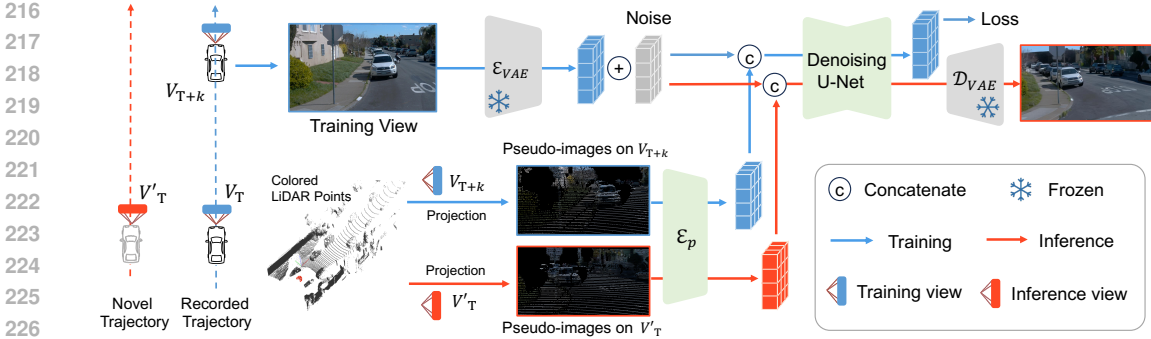 216
217
218
219
220
221
222
223
224
225
226
V_{T+k}
V'_T
V_T
Novel Trajectory
Recorded Trajectory
Training View
ℰ_{VAE}
Noise
+
c
c
Denoising
U-Net
Loss
𝒟_{VAE}
Colored
LiDAR Points
V_{T+k}
Projection
Projection
V'_T
Pseudo-images on V_{T+k}
Pseudo-images on V'_T
ℰ_p
c Concatenate
Frozen
Training
Inference
Training view
Inference view